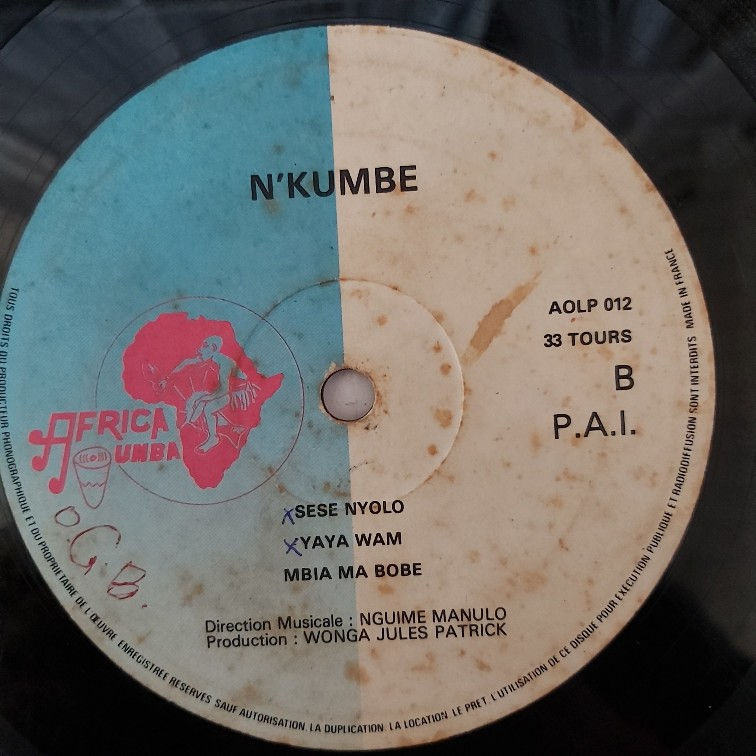 N'KUMBE
AOLP 012
33 TOURS
B
P.A.I.
AFRICA
OUMBA
SESE NYOLO
YAYA WAM
MBIA MA BOBE
Direction Musicale : NGUIME MANULO
Production : WONGA JULES PATRICK
G.B.
TOUS DROITS DU PRODUCTEUR PHONOGRAPHIQUE ET DU PROPRIETAIRE DE L'ŒUVRE ENREGISTREE RESERVES SAUF AUTORISATION LA DUPLICATION LA LOCATION LE PRET L'UTILISATION DE CE DISQUE POUR EXECUTION PUBLIQUE ET RADIODIFFUSION SONT INTERDITS MADE IN FRANCE